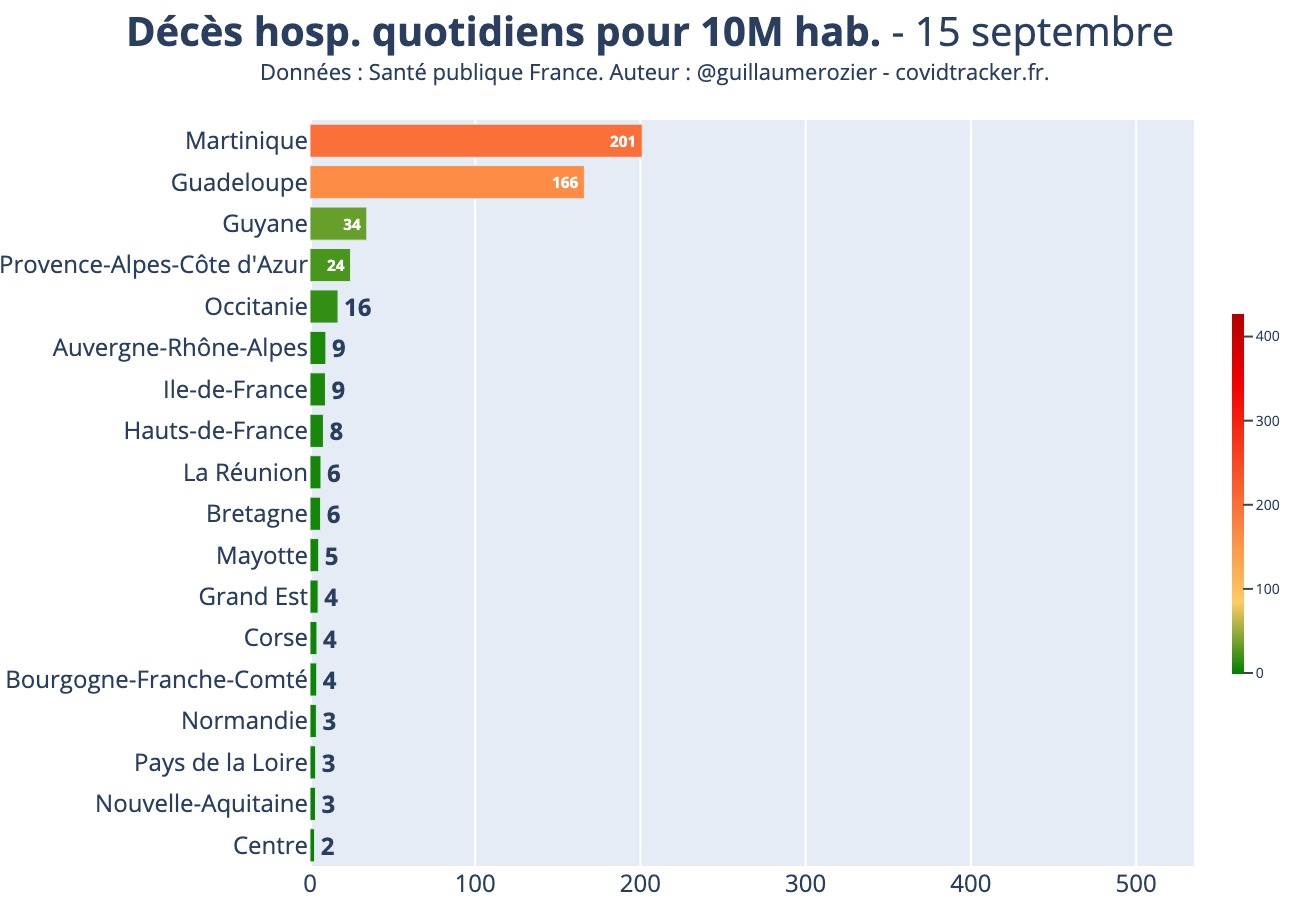 Décès hosp. quotidiens pour 10M hab. - 15 septembre
Données : Santé publique France. Auteur : @guillaumerozier - covidtracker.fr.
Martinique 201
Guadeloupe 166
Guyane 34
Provence-Alpes-Côte d'Azur 24
Occitanie 16
Auvergne-Rhône-Alpes 9
Ile-de-France 9
Hauts-de-France 8
La Réunion 6
Bretagne 6
Mayotte 5
Grand Est 4
Corse 4
Bourgogne-Franche-Comté 4
Normandie 3
Pays de la Loire 3
Nouvelle-Aquitaine 3
Centre 2
0 100 200 300 400 500
400
300
200
100
0